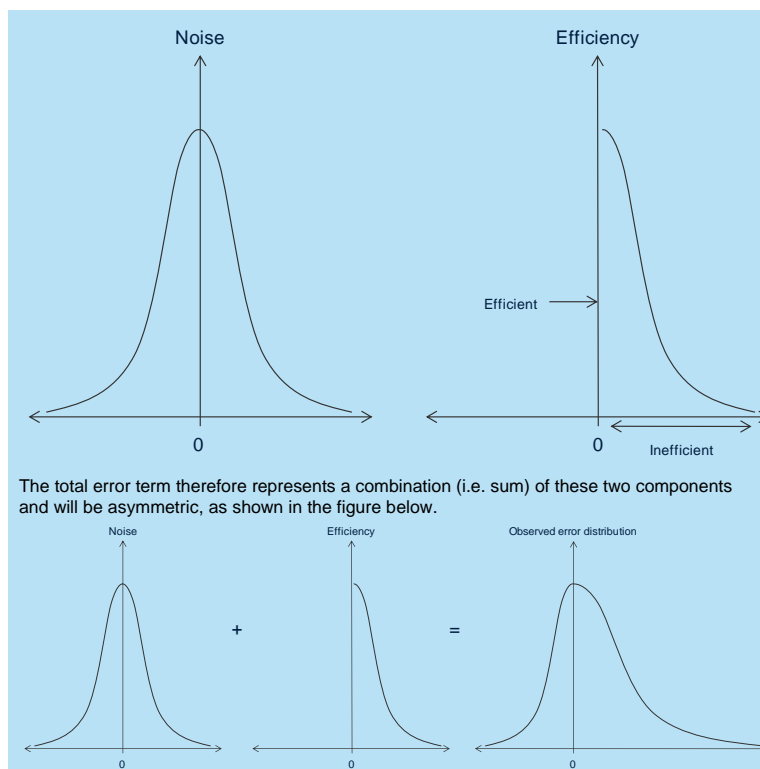 Noise
Efficiency
Efficient
0
0
Inefficient
The total error term therefore represents a combination (i.e. sum) of these two components
and will be asymmetric, as shown in the figure below.
Noise
Efficiency
Observed error distribution
+
=
0
0
0